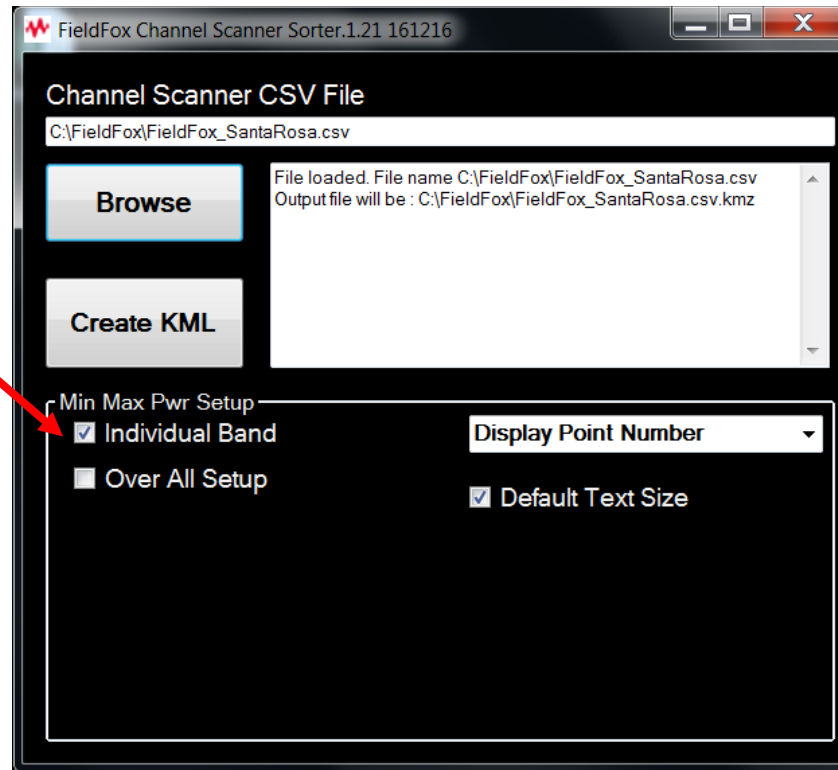 FieldFox Channel Scanner Sorter.1.21 161216
Channel Scanner CSV File
C:\FieldFox\FieldFox_SantaRosa.csv
Browse
File loaded. File name C:\FieldFox\FieldFox_SantaRosa.csv
Output file will be : C:\FieldFox\FieldFox_SantaRosa.csv.kmz
Create KML
Min Max Pwr Setup
Individual Band
Display Point Number
Over All Setup
Default Text Size